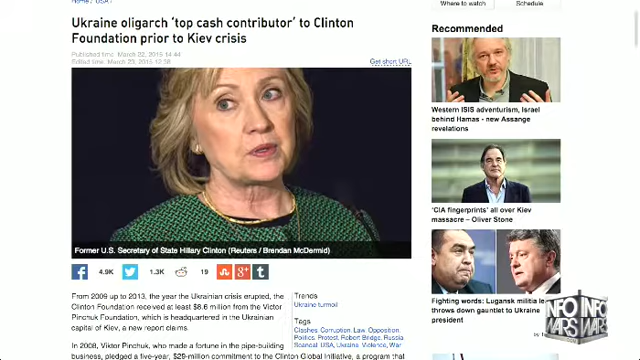 Home / USA /
Where to watch
Schedule
Ukraine oligarch ‘top cash contributor’ to Clinton
Foundation prior to Kiev crisis
Published time: March 22, 2015 14:44
Edited time: March 23, 2015 12:38
Get short URL
Former U.S. Secretary of State Hillary Clinton (Reuters / Brendan McDermid)
4.9K
1.3K
19
From 2009 up to 2013, the year the Ukrainian crisis erupted, the
Clinton Foundation received at least $8.6 million from the Victor
Pinchuk Foundation, which is headquartered in the Ukrainian
capital of Kiev, a new report claims.
In 2008, Viktor Pinchuk, who made a fortune in the pipe-building
business, pledged a five-year, $29-million commitment to the Clinton Global Initiative, a program that
Trends
Ukraine turmoil
Tags
Clashes, Corruption, Law, Opposition,
Politics, Protest, Robert Bridge, Russia,
Scandal, USA, Ukraine, Violence, War
Recommended
Western ISIS adventurism, Israel
behind Hamas - new Assange
revelations
‘CIA fingerprints’ all over Kiev
massacre – Oliver Stone
Fighting words: Lugansk militia
throws down gauntlet to Ukraine
president
INFO INFO
WARS WARS